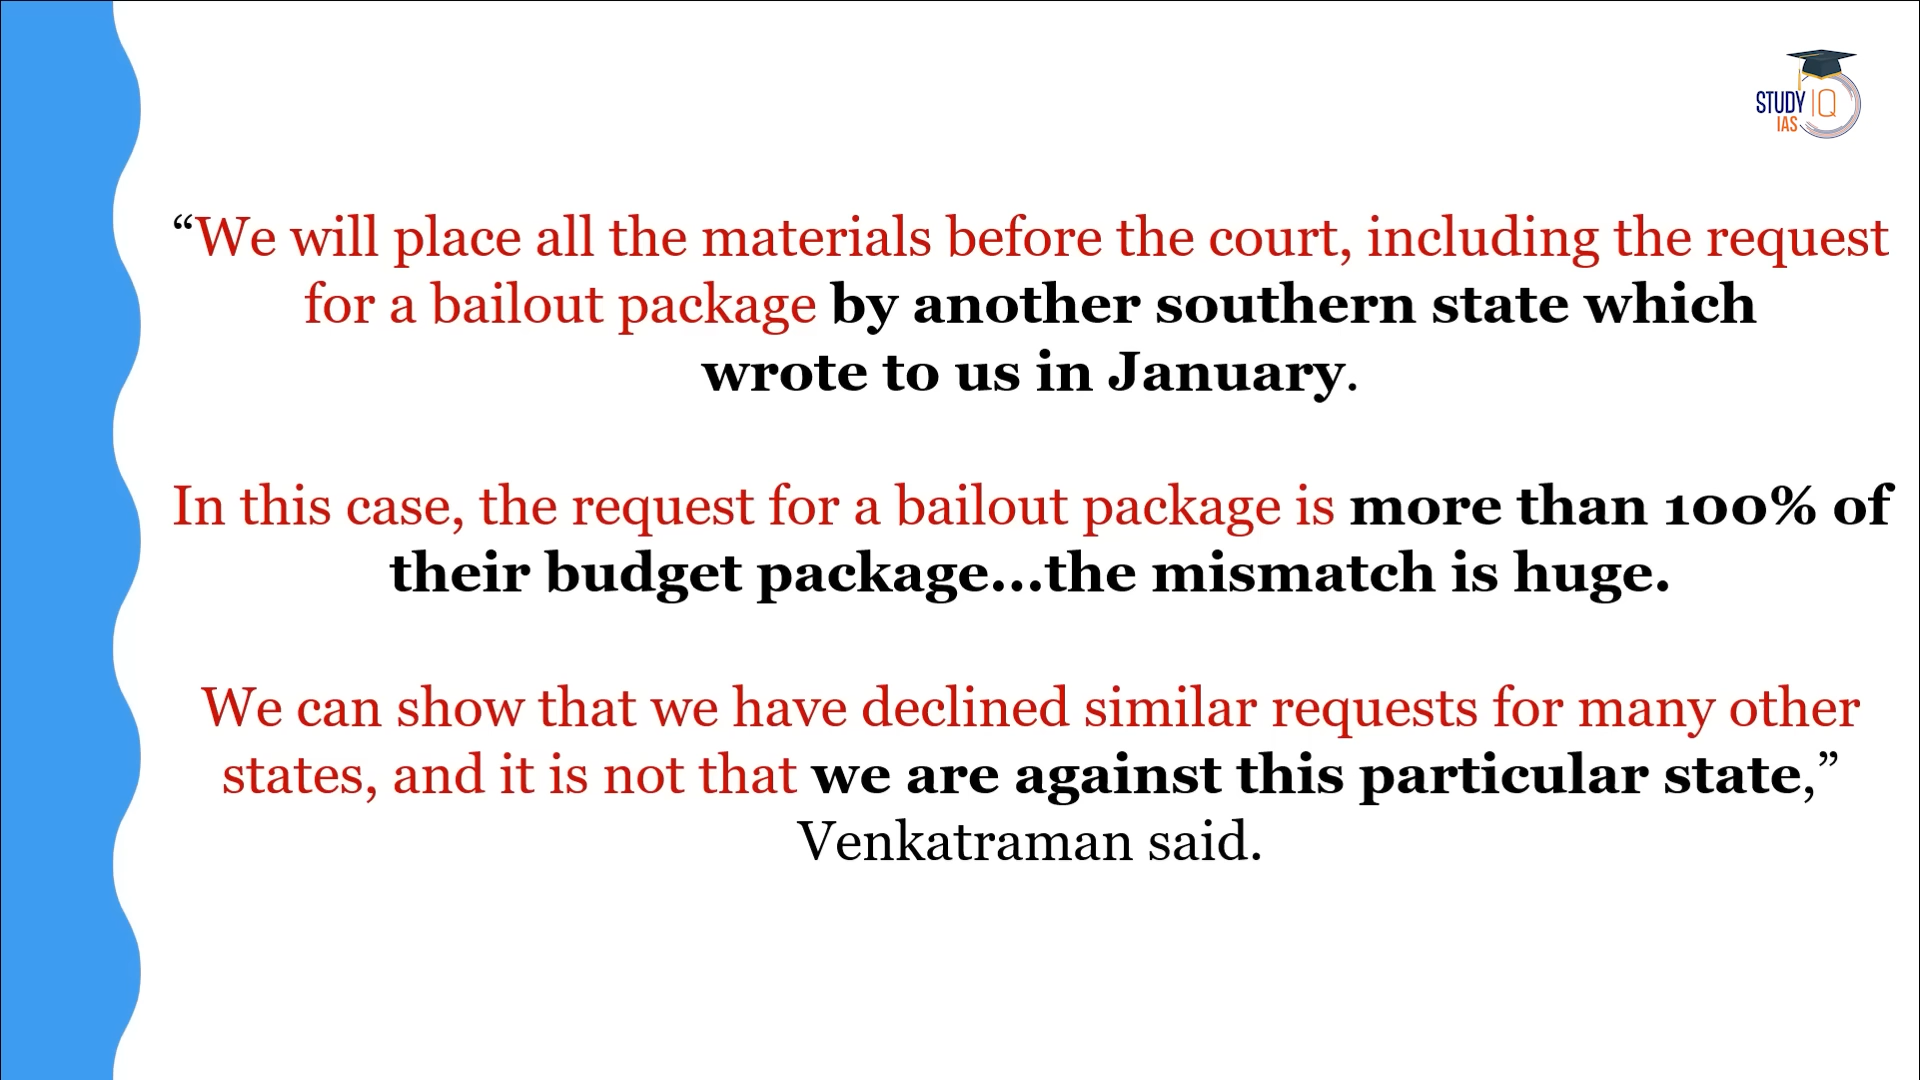 STUDY IQ
IAS
“We will place all the materials before the court, including the request
for a bailout package by another southern state which
wrote to us in January.
In this case, the request for a bailout package is more than 100% of
their budget package...the mismatch is huge.
We can show that we have declined similar requests for many other
states, and it is not that we are against this particular state,”
Venkatraman said.